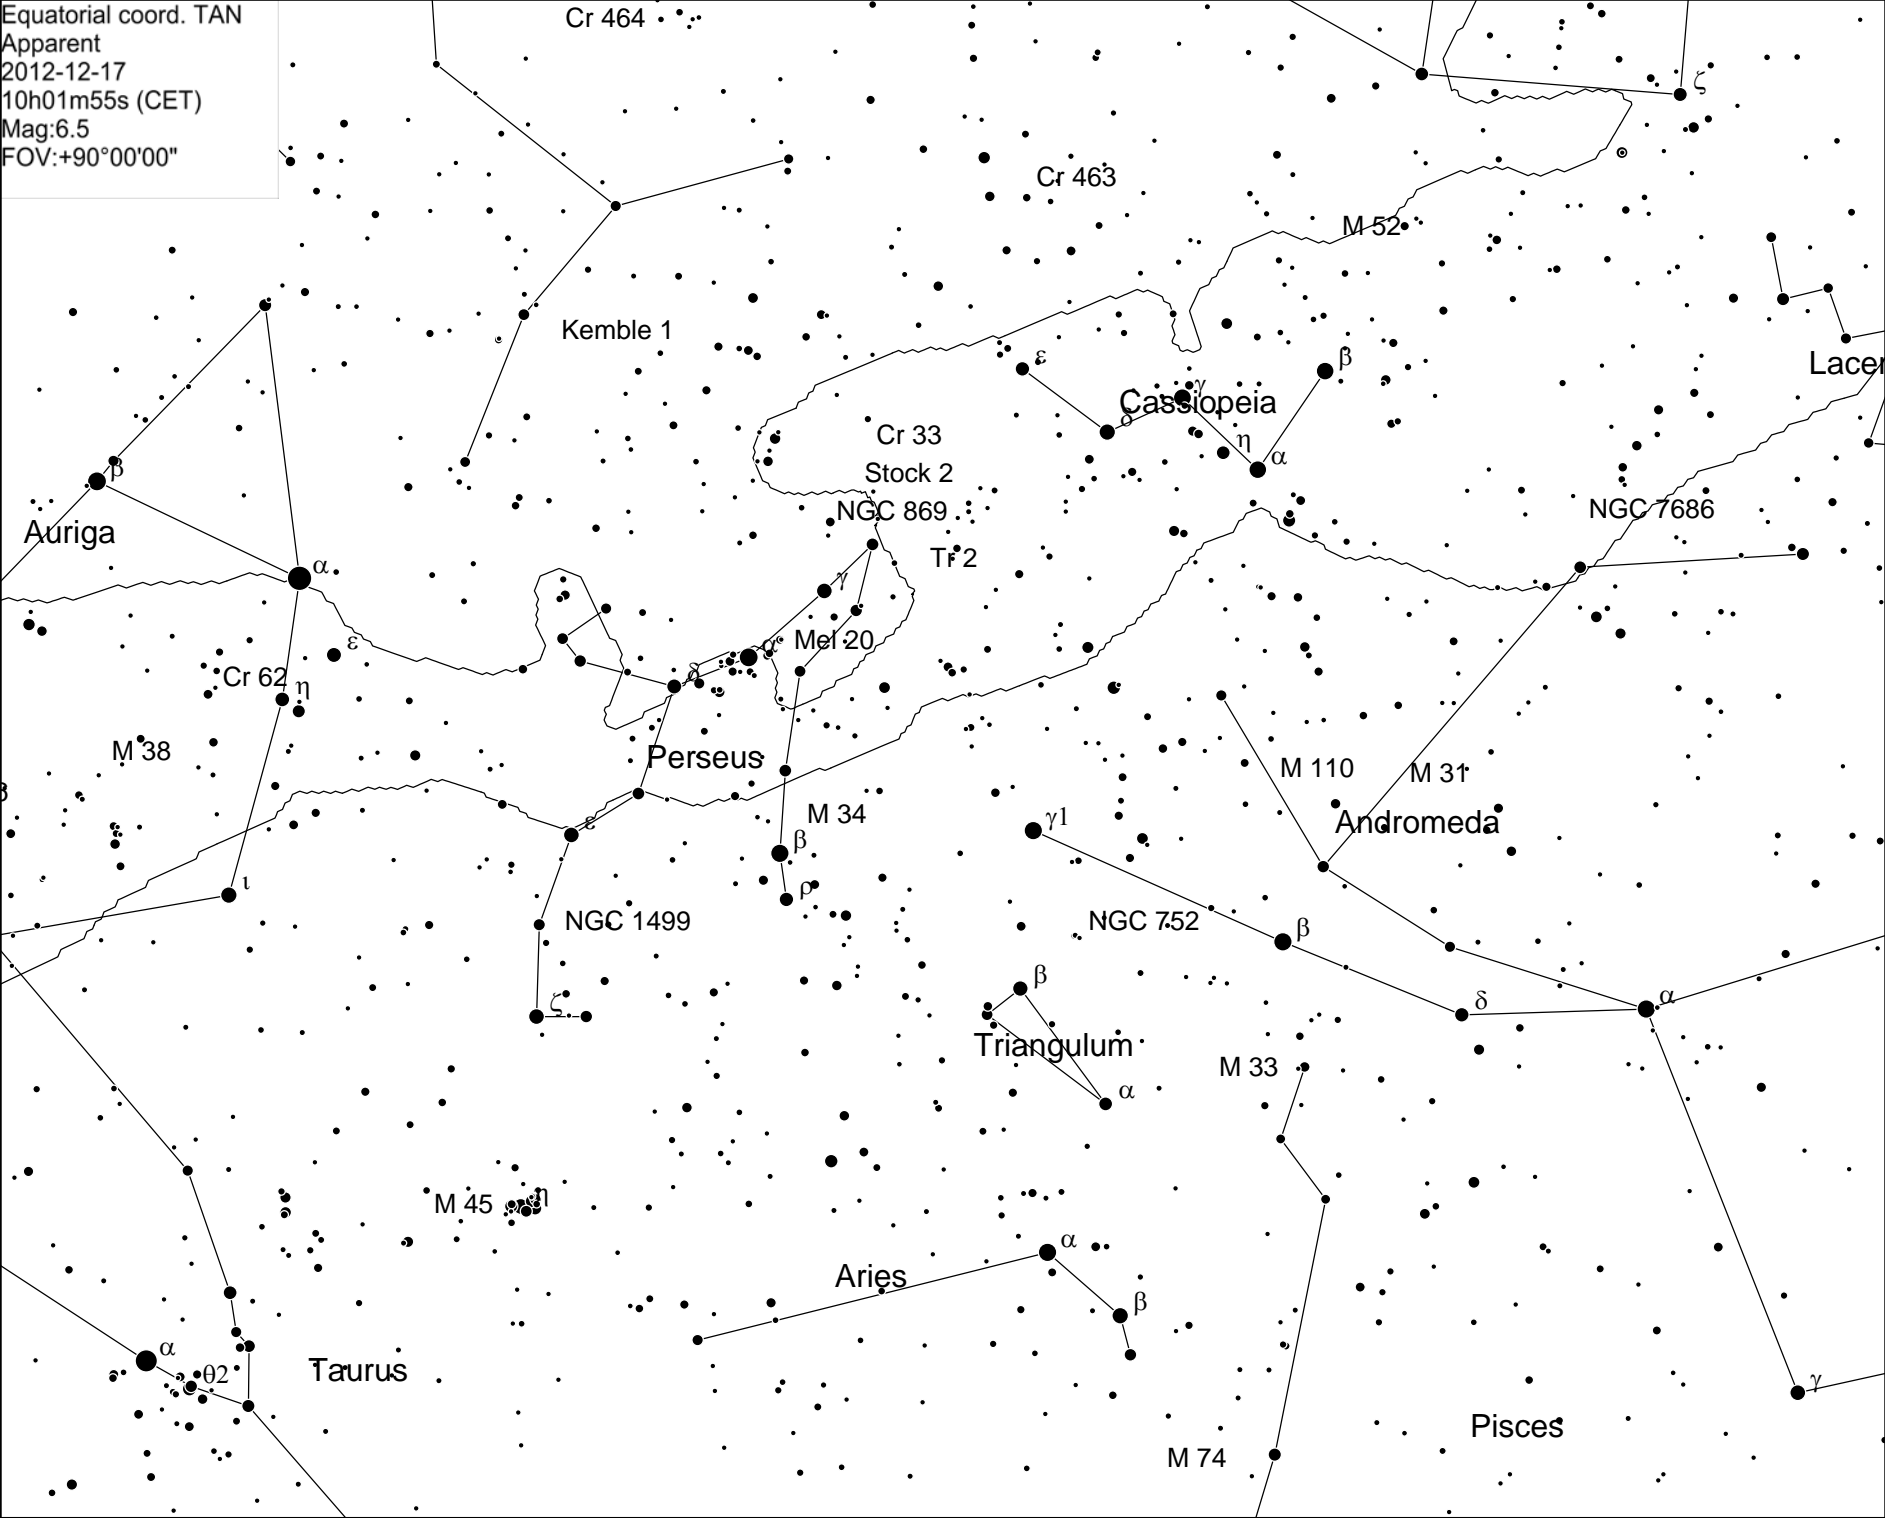 Equatorial coord. TAN
Apparent
2012-12-17
10h01m55s (CET)
Mag:6.5
FOV:+90°00'00"
Cr 464
ζ
Cr 463
M 52
Kemble 1
ε
β
Lacer
γ
Cassiopeia
δ
Cr 33
η
α
β
Stock 2
NGC 869
NGC 7686
Auriga
Tr 2
α
γ
ε
Mel 20
α
Cr 62
δ
η
M 38
Perseus
M 110
M 31
M 34
γ1
Andromeda
ε
β
ι
ρ
NGC 1499
NGC 752
β
β
ζ
δ
α
Triangulum
M 33
α
M 45
η
α
Aries
β
α
θ2
Taurus
γ
Pisces
M 74